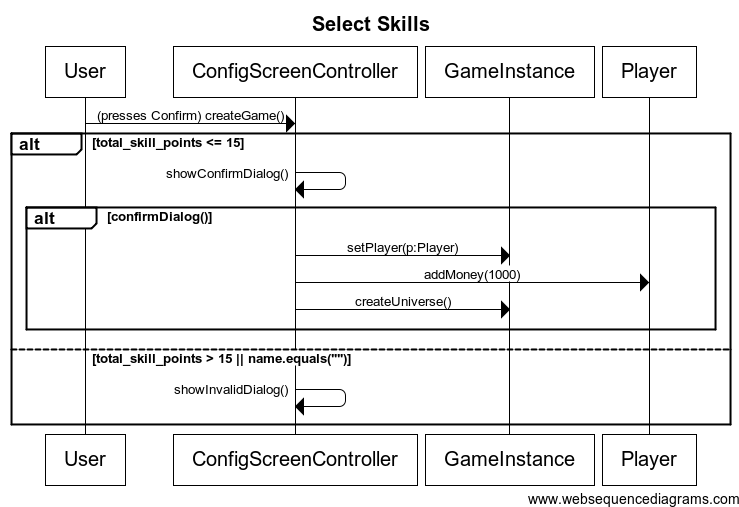 Select Skills
User
ConfigScreenController
GameInstance
Player
(presses Confirm) createGame()
alt
[total_skill_points <= 15]
showConfirmDialog()
alt
[confirmDialog()]
setPlayer(p:Player)
addMoney(1000)
createUniverse()
[total_skill_points > 15 || name.equals("")]
showInvalidDialog()
User
ConfigScreenController
GameInstance
Player
www.websequencediagrams.com